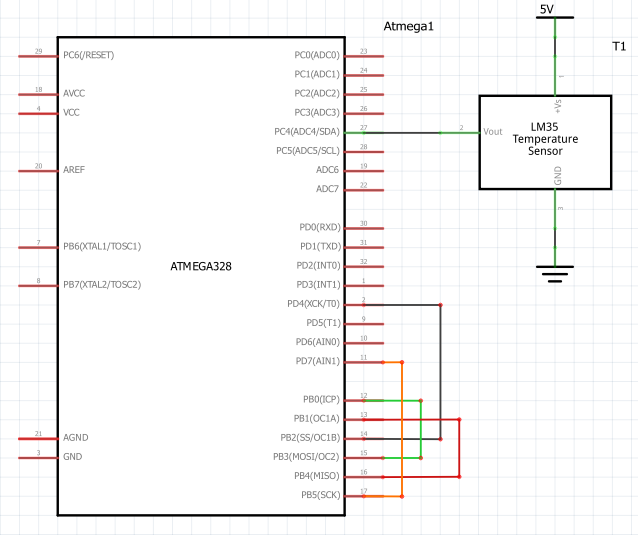 5V
Atmega1
T1
29 PC6(/RESET) PC0(ADC0) 23
PC1(ADC1) 24
1
18 AVCC PC2(ADC2) 25
+Vs
4 VCC PC3(ADC3) 26
PC4(ADC4/SDA) 27 2 Vout LM35
Temperature
Sensor
PC5(ADC5/SCL) 28
20 AREF ADC6 19
GND
ADC7 22
3
PD0(RXD) 30
7 PB6(XTAL1/TOSC1) PD1(TXD) 31
ATMEGA328 PD2(INT0) 32
8 PB7(XTAL2/TOSC2) PD3(INT1) 1
PD4(XCK/T0) 2
PD5(T1) 9
PD6(AIN0) 10
PD7(AIN1) 11
PB0(ICP) 12
PB1(OC1A) 13
21 AGND PB2(SS/OC1B) 14
3 GND PB3(MOSI/OC2) 15
PB4(MISO) 16
PB5(SCK) 17